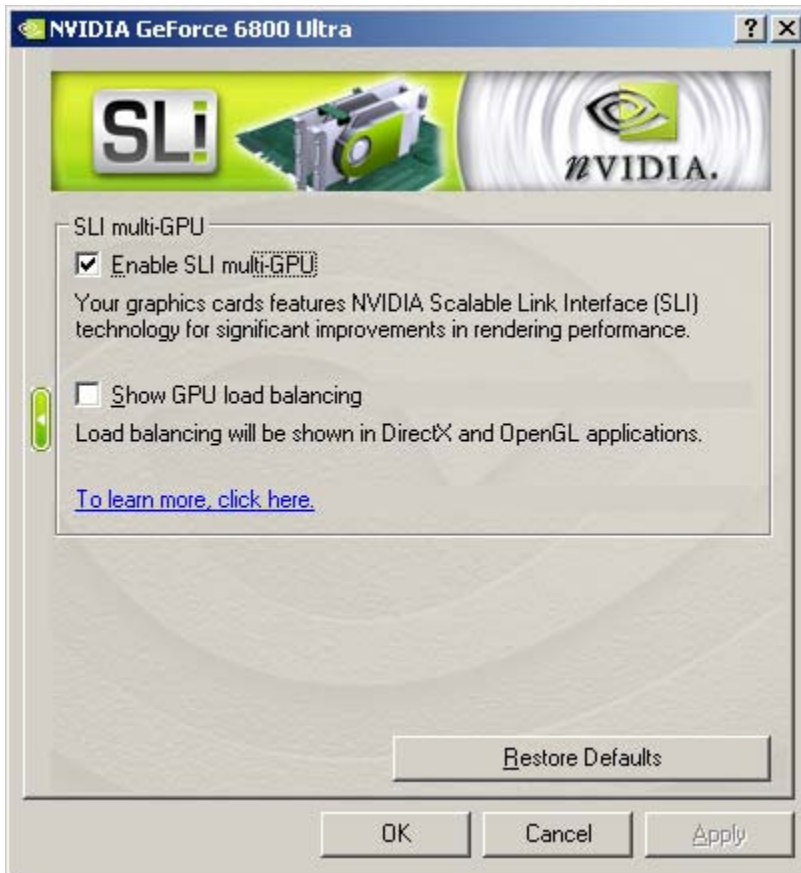 NVIDIA GeForce 6800 Ultra
SLI
nVIDIA.
SLI multi-GPU
Enable SLI multi-GPU
Your graphics cards features NVIDIA Scalable Link Interface (SLI)
technology for significant improvements in rendering performance.
Show GPU load balancing
Load balancing will be shown in DirectX and OpenGL applications.
To learn more, click here.
Restore Defaults
OK
Cancel
Apply